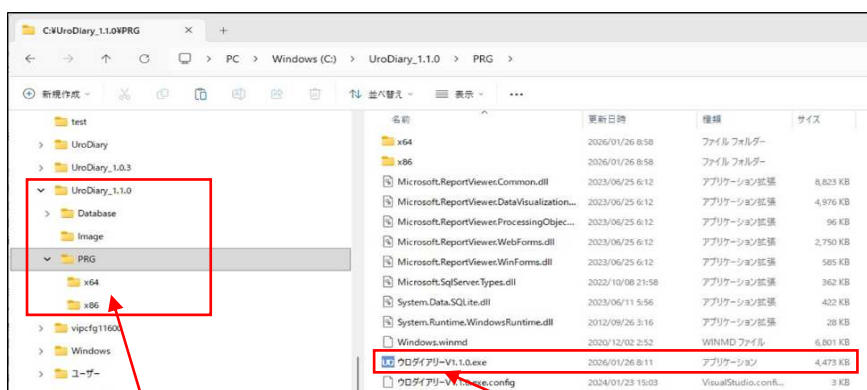 C:¥UroDiary_1.1.0¥PRG × +
PC > Windows (C:) > UroDiary_1.1.0 > PRG >
新規作成 並べ替え 表示 ...
名前 更新日時 種類 サイズ
test
UroDiary
UroDiary_1.0.3
UroDiary_1.1.0
Database
Image
PRG
x64
x86
vipcfg11600
Windows
ユーザー
x64 2026/01/26 8:58 ファイル フォルダー
x86 2026/01/26 8:58 ファイル フォルダー
Microsoft.ReportViewer.Common.dll 2023/06/25 6:12 アプリケーション拡張 8,823 KB
Microsoft.ReportViewer.DataVisualization... 2023/06/25 6:12 アプリケーション拡張 4,976 KB
Microsoft.ReportViewer.ProcessingObjec... 2023/06/25 6:12 アプリケーション拡張 96 KB
Microsoft.ReportViewer.WebForms.dll 2023/06/25 6:12 アプリケーション拡張 2,750 KB
Microsoft.ReportViewer.WinForms.dll 2023/06/25 6:12 アプリケーション拡張 585 KB
Microsoft.SqlServer.Types.dll 2022/10/08 21:58 アプリケーション拡張 362 KB
System.Data.SQLite.dll 2023/06/11 5:56 アプリケーション拡張 422 KB
System.Runtime.WindowsRuntime.dll 2012/09/26 3:16 アプリケーション拡張 28 KB
Windows.winmd 2020/12/02 2:52 WINMD ファイル 6,801 KB
ウロダイアリーV1.1.0.exe 2026/01/26 8:11 アプリケーション 4,473 KB
ウロダイアリーV1.1.0.exe.config 2024/01/23 15:03 VisualStudio.confi... 3 KB